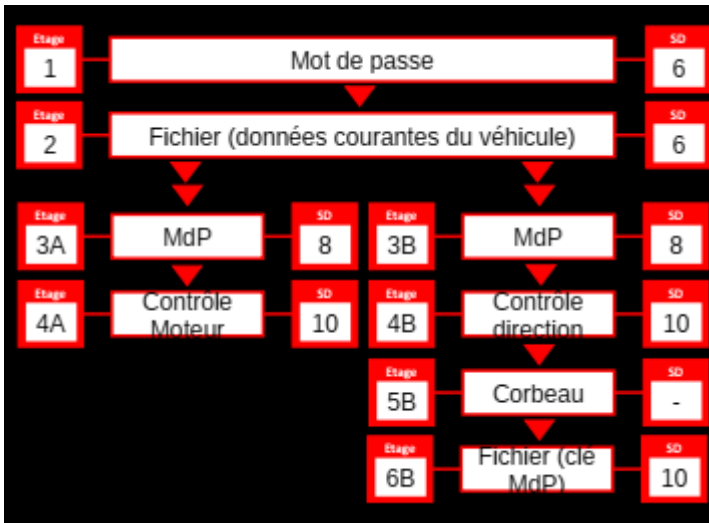 Etage SD
1 Mot de passe 6
Etage SD
2 Fichier (données courantes du véhicule) 6
Etage SD Etage SD
3A MdP 8 3B MdP 8
Etage SD Etage SD
4A Contrôle Moteur 10 4B Contrôle direction 10
Etage SD
5B Corbeau -
Etage SD
6B Fichier (clé MdP) 10